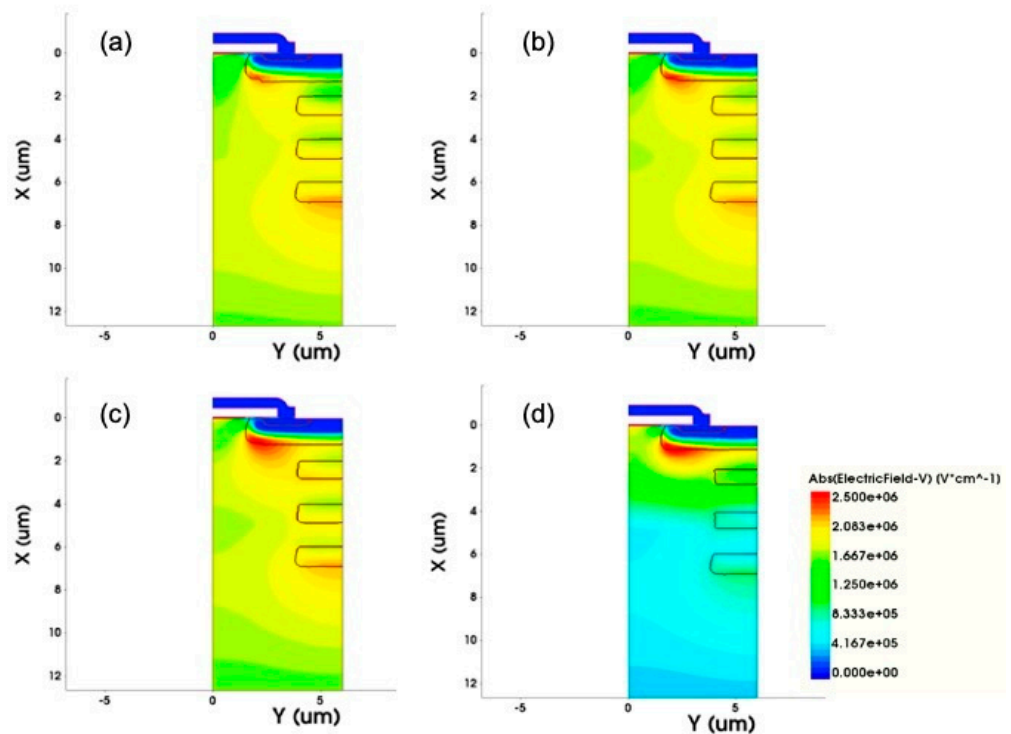 (a)
0
2
4
6
8
10
12
X (um)
-5 0 5
Y (um)
(b)
0
2
4
6
8
10
12
X (um)
-5 0 5
Y (um)
(c)
0
2
4
6
8
10
12
X (um)
-5 0 5
Y (um)
(d)
0
2
4
6
8
10
12
X (um)
-5 0 5
Y (um)
Abs(ElectricField-V) (V*cm^-1)
2.500e+06
2.083e+06
1.667e+06
1.250e+06
8.333e+05
4.167e+05
0.000e+00